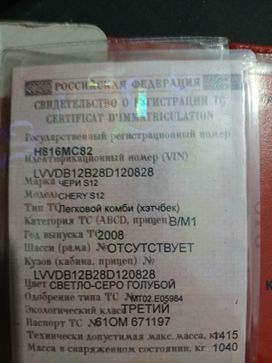 РОССИЙСКАЯ ФЕДЕРАЦИЯ
СВИДЕТЕЛЬСТВО О РЕГИСТРАЦИИ ТС
CERTIFICAT D'IMMATRICULATION
Государственный регистрационный номер
Н816МС82
Идентификационный номер (VIN)
LVVDB12B28D120828
Марка ЧЕРИ S12
Модель CHERY S12
Тип ТС Легковой комби (хэтчбек)
Категория ТС (ABCD, прицеп) B/M1
Год выпуска ТС 2008
Шасси (рама) № ОТСУТСТВУЕТ
Кузов (кабина, прицеп) №
LVVDB12B28D120828
Цвет СВЕТЛО-СЕРО ГОЛУБОЙ
Одобрение типа ТС № МТ02.Е05984
Экологический класс ТРЕТИЙ
Паспорт ТС 61ОМ 671197
Технически допустимая макс. масса, кг 1415
Масса в снаряженном состоянии, кг 1040